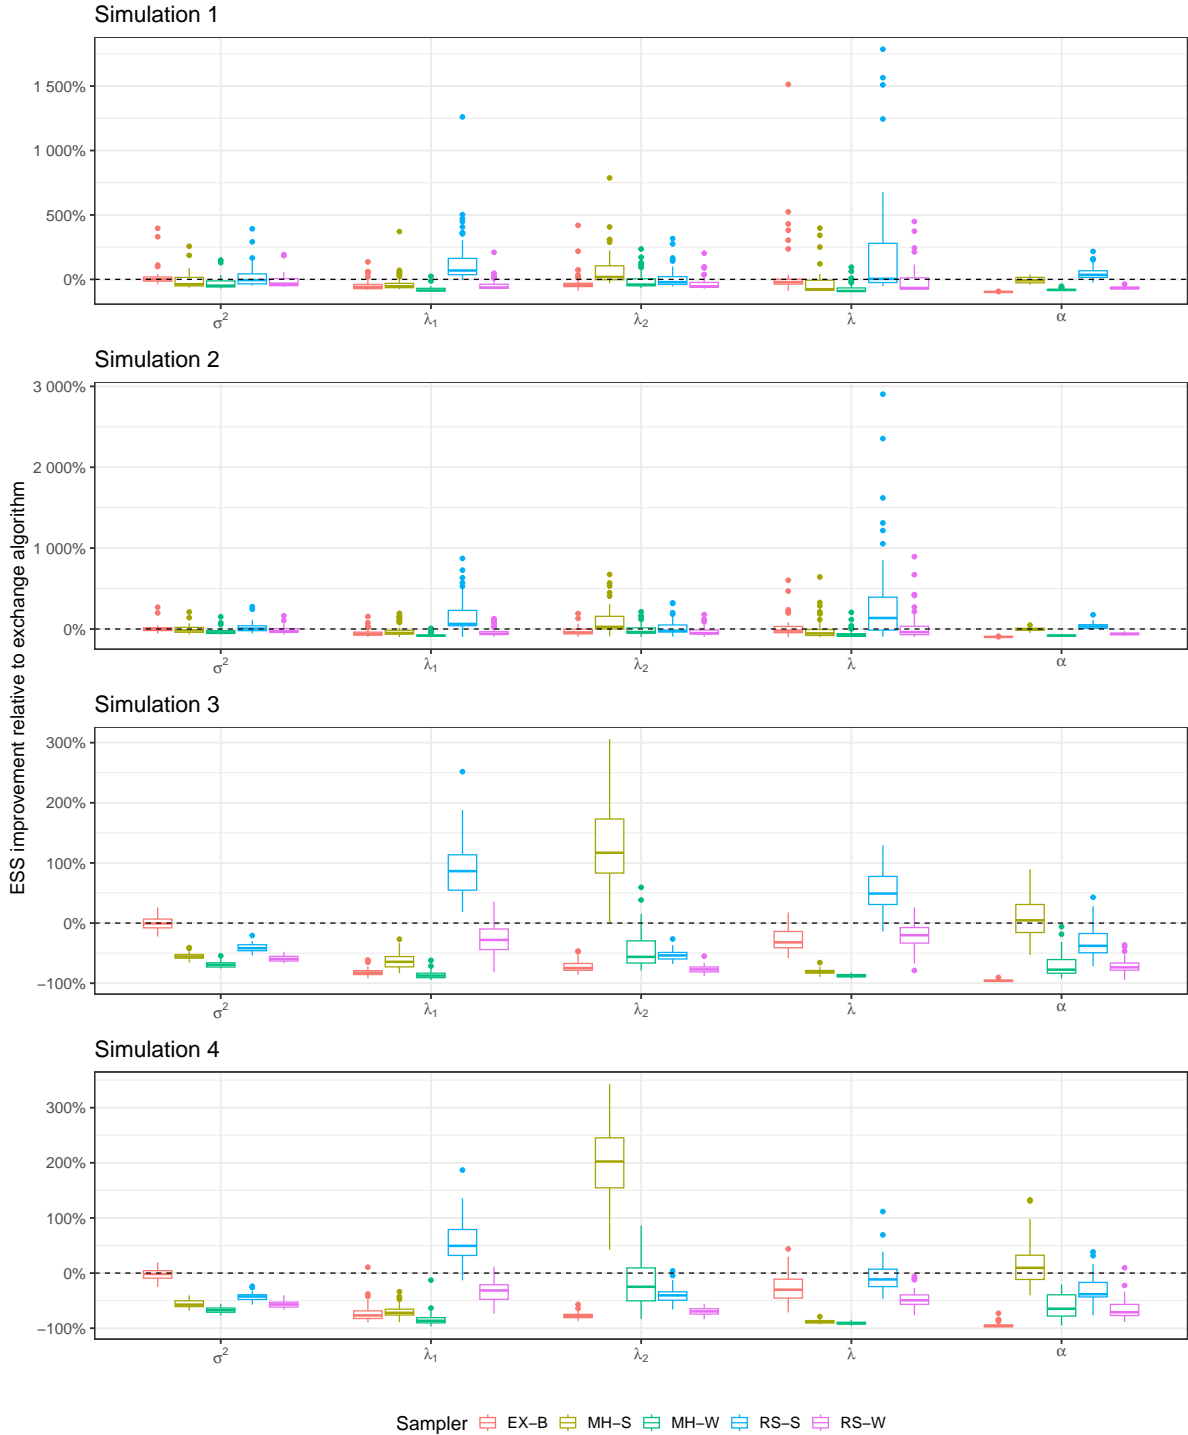 Simulation 1
1 500%
1 000%
500%
0%
σ² λ₁ λ₂ λ α
Simulation 2
3 000%
2 000%
1 000%
0%
σ² λ₁ λ₂ λ α
ESS improvement relative to exchange algorithm
Simulation 3
300%
200%
100%
0%
−100%
σ² λ₁ λ₂ λ α
Simulation 4
300%
200%
100%
0%
−100%
σ² λ₁ λ₂ λ α
Sampler EX−B MH−S MH−W RS−S RS−W